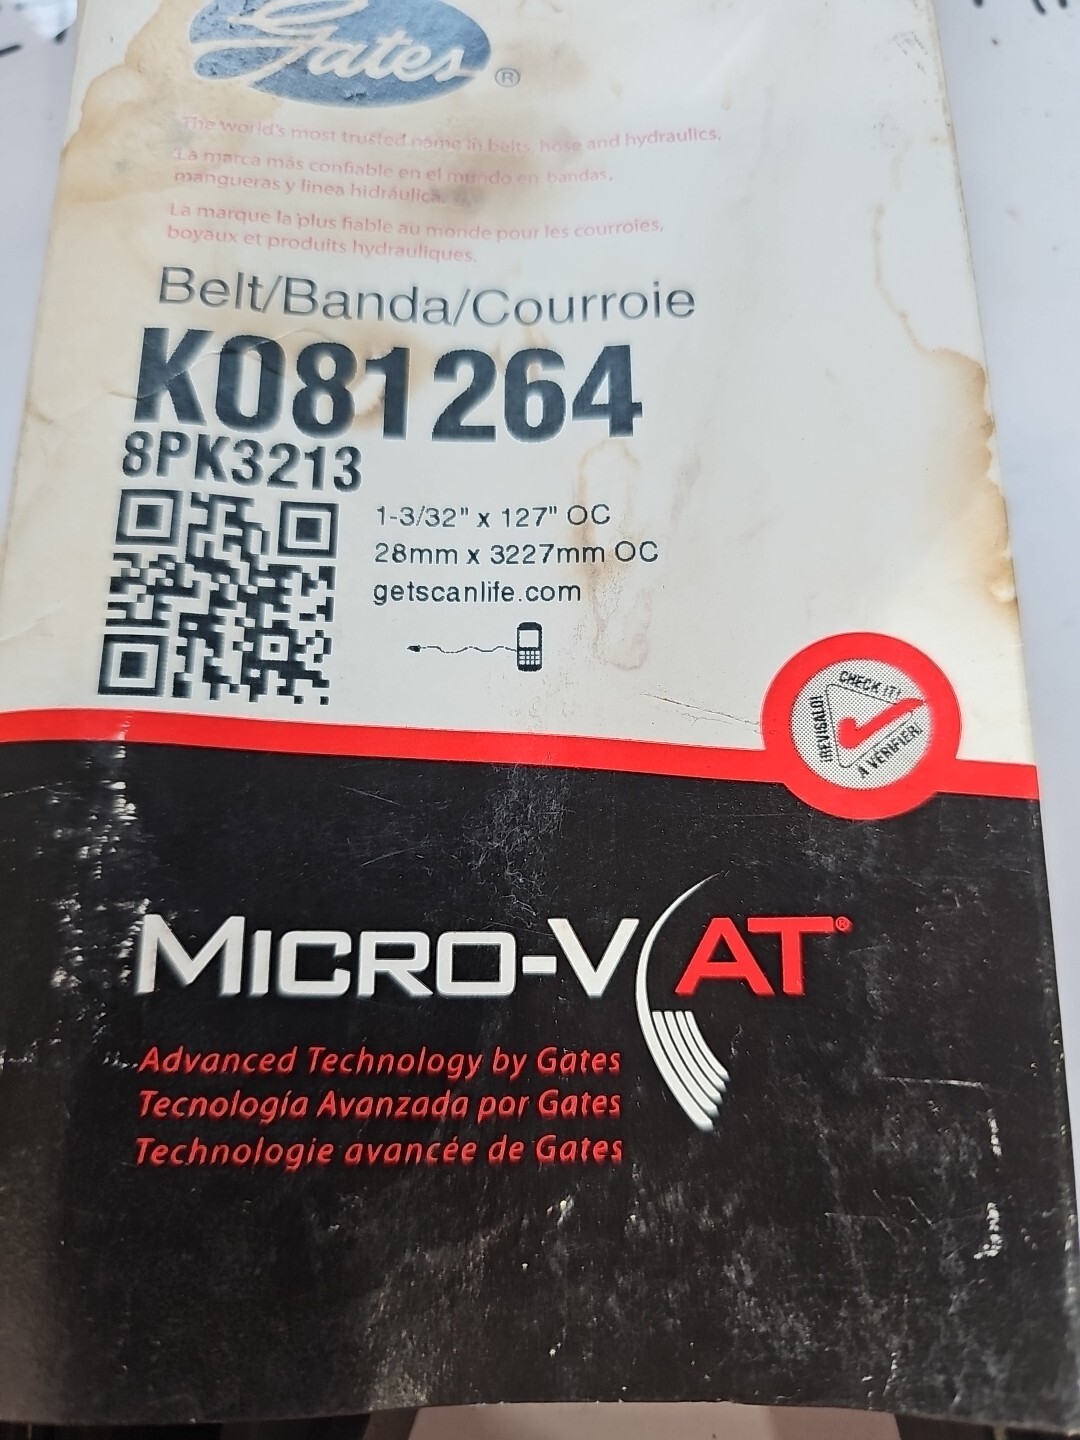 Gates®
The world's most trusted name in belts, hose and hydraulics.
La marca más confiable en el mundo en bandas,
mangueras y linea hidráulica.
La marque la plus fiable au monde pour les courroies,
boyaux et produits hydrauliques.
Belt/Banda/Courroie
K081264
8PK3213
1-3/32" x 127" OC
28mm x 3227mm OC
getscanlife.com
CHECK IT!
¡REVISALO!
A VÉRIFIER!
MICRO-V AT®
Advanced Technology by Gates
Tecnología Avanzada por Gates
Technologie avancée de Gates